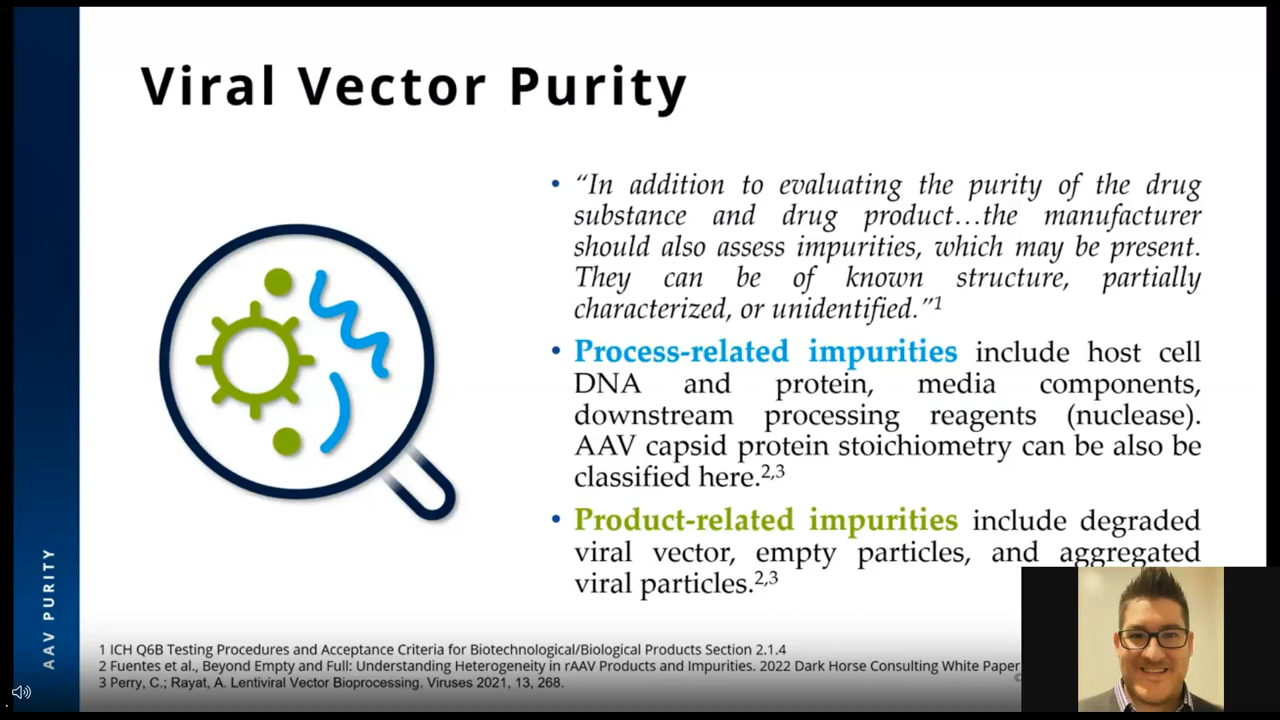 Viral Vector Purity
• “In addition to evaluating the purity of the drug
substance and drug product…the manufacturer
should also assess impurities, which may be present.
They can be of known structure, partially
characterized, or unidentified.”1
• Process-related impurities include host cell
DNA and protein, media components,
downstream processing reagents (nuclease).
AAV capsid protein stoichiometry can be also be
classified here.2,3
• Product-related impurities include degraded
viral vector, empty particles, and aggregated
viral particles.2,3
AAV PURITY
1 ICH Q6B Testing Procedures and Acceptance Criteria for Biotechnological/Biological Products Section 2.1.4
2 Fuentes et al., Beyond Empty and Full: Understanding Heterogeneity in rAAV Products and Impurities. 2022 Dark Horse Consulting White Paper
3 Perry, C.; Rayat, A. Lentiviral Vector Bioprocessing. Viruses 2021, 13, 268.